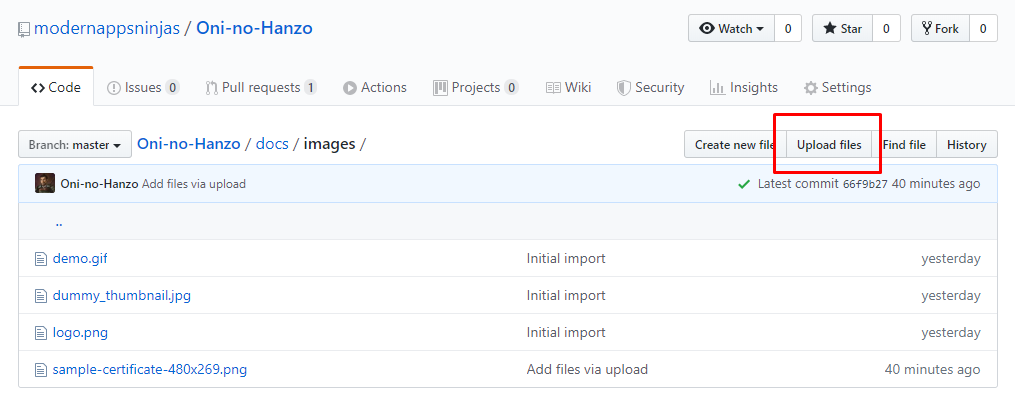 modernappsninjas / Oni-no-Hanzo Watch 0 Star 0 Fork 0
Code Issues 0 Pull requests 1 Actions Projects 0 Wiki Security Insights Settings
Branch: master Oni-no-Hanzo / docs / images / Create new file Upload files Find file History
Oni-no-Hanzo Add files via upload Latest commit 66f9b27 40 minutes ago
..
demo.gif Initial import yesterday
dummy_thumbnail.jpg Initial import yesterday
logo.png Initial import yesterday
sample-certificate-480x269.png Add files via upload 40 minutes ago